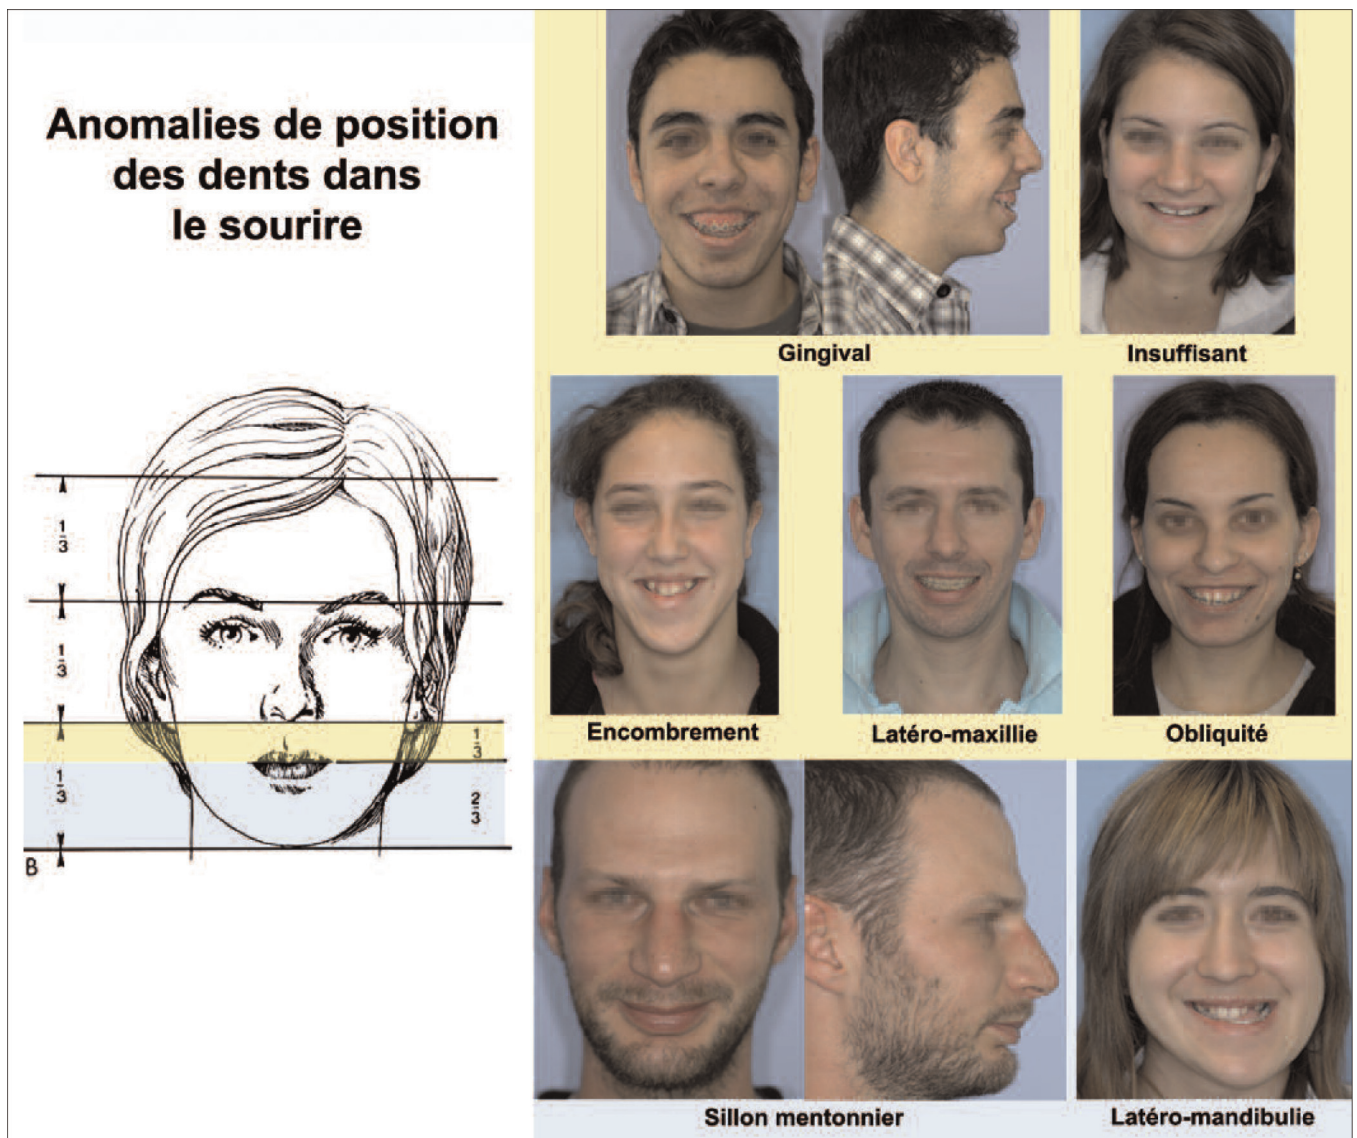 Anomalies de position
des dents dans
le sourire
Gingival
Insuffisant
Encombrement
Latéro-maxillie
Obliquité
Sillon mentonnier
Latéro-mandibulie
1/3
1/3
1/3
1/3
2/3
B